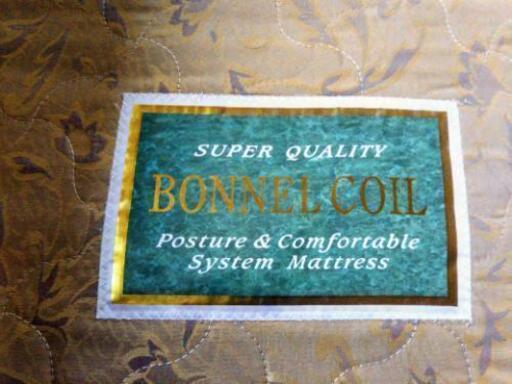 SUPER QUALITY
BONNEL COIL
Posture & Comfortable
System Mattress